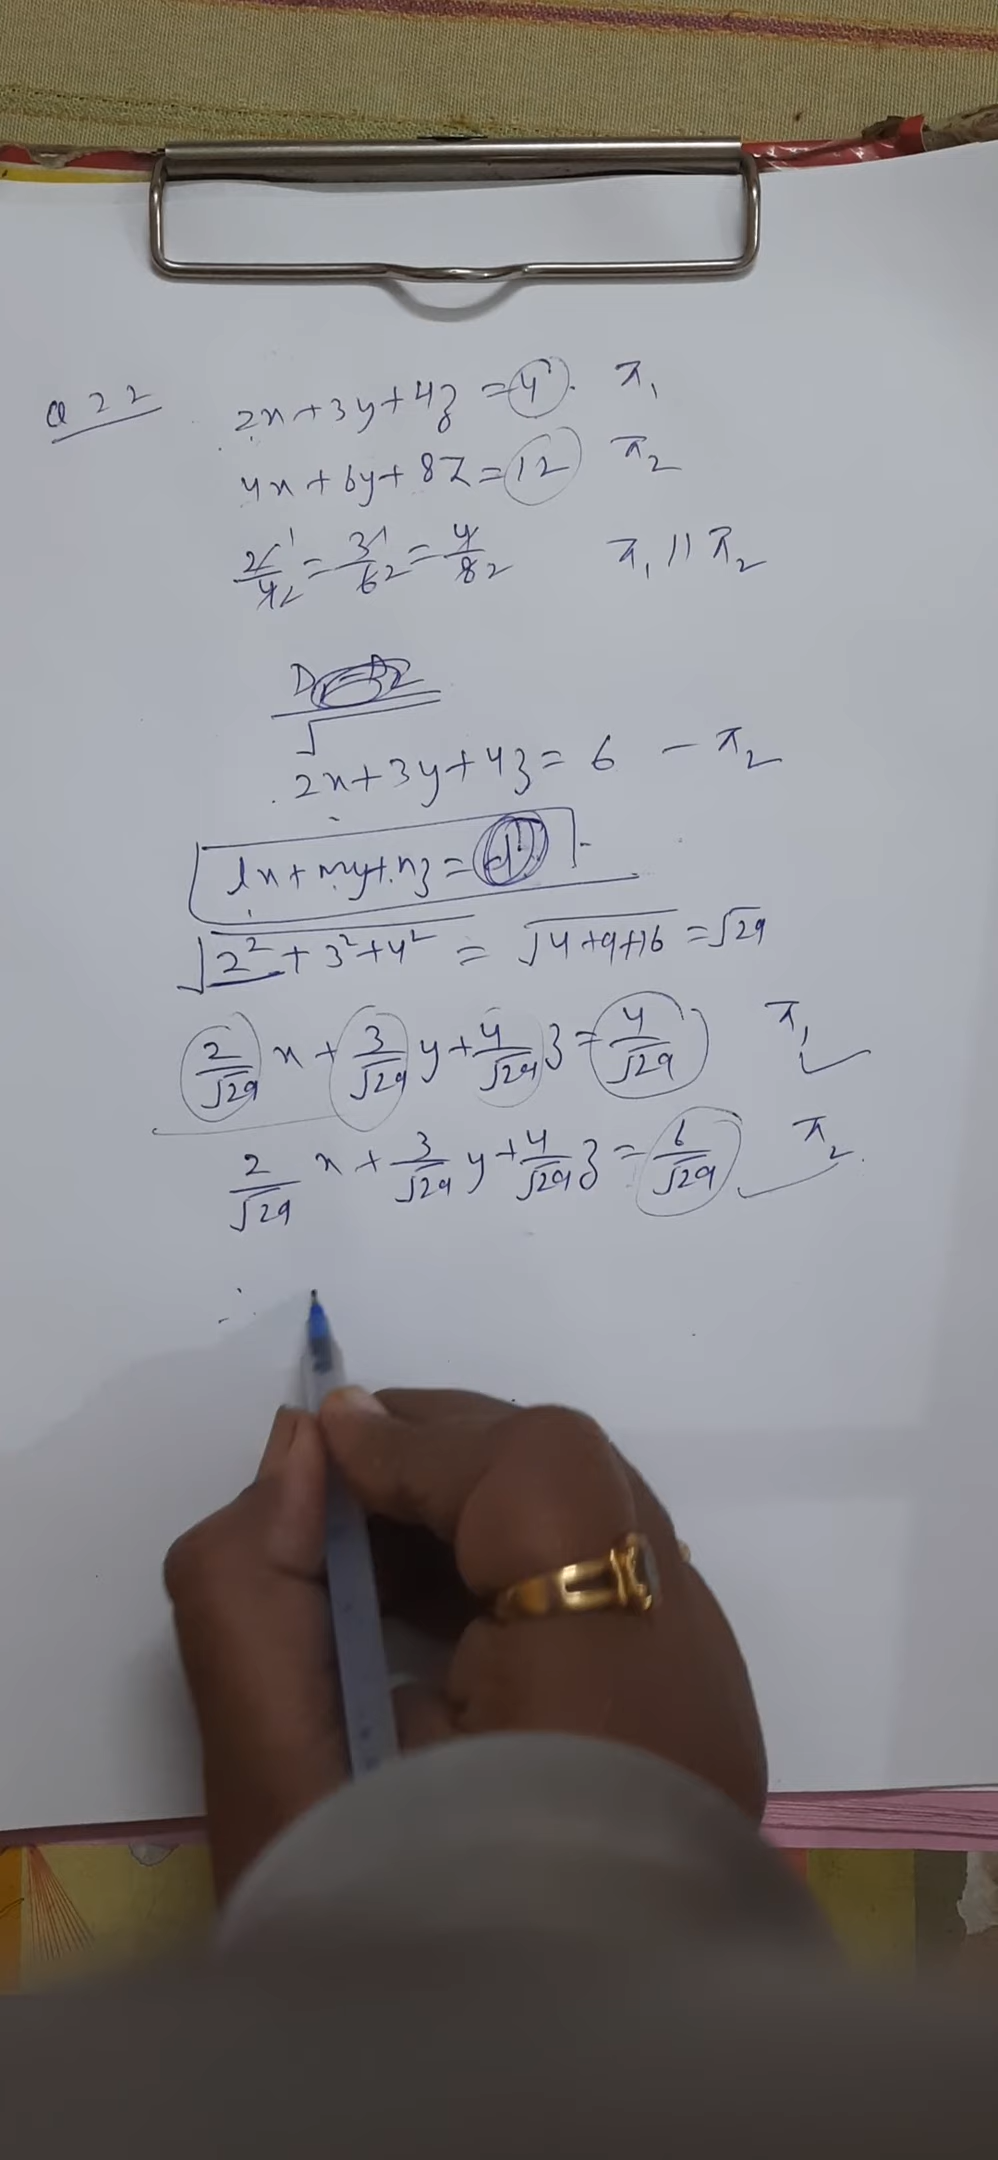 Q 22
2x+3y+4z = 4. π₁
4x+6y+8z = 12 π₂
2/4 = 3/6 = 4/8 π₁ || π₂
√
2x+3y+4z = 6 — π₂
lx+my+nz = d
√2²+3²+4² = √4+9+16 = √29
2/√29 x + 3/√29 y + 4/√29 z = 4/√29 π₁
2/√29 x + 3/√29 y + 4/√29 z = 6/√29 π₂
∴